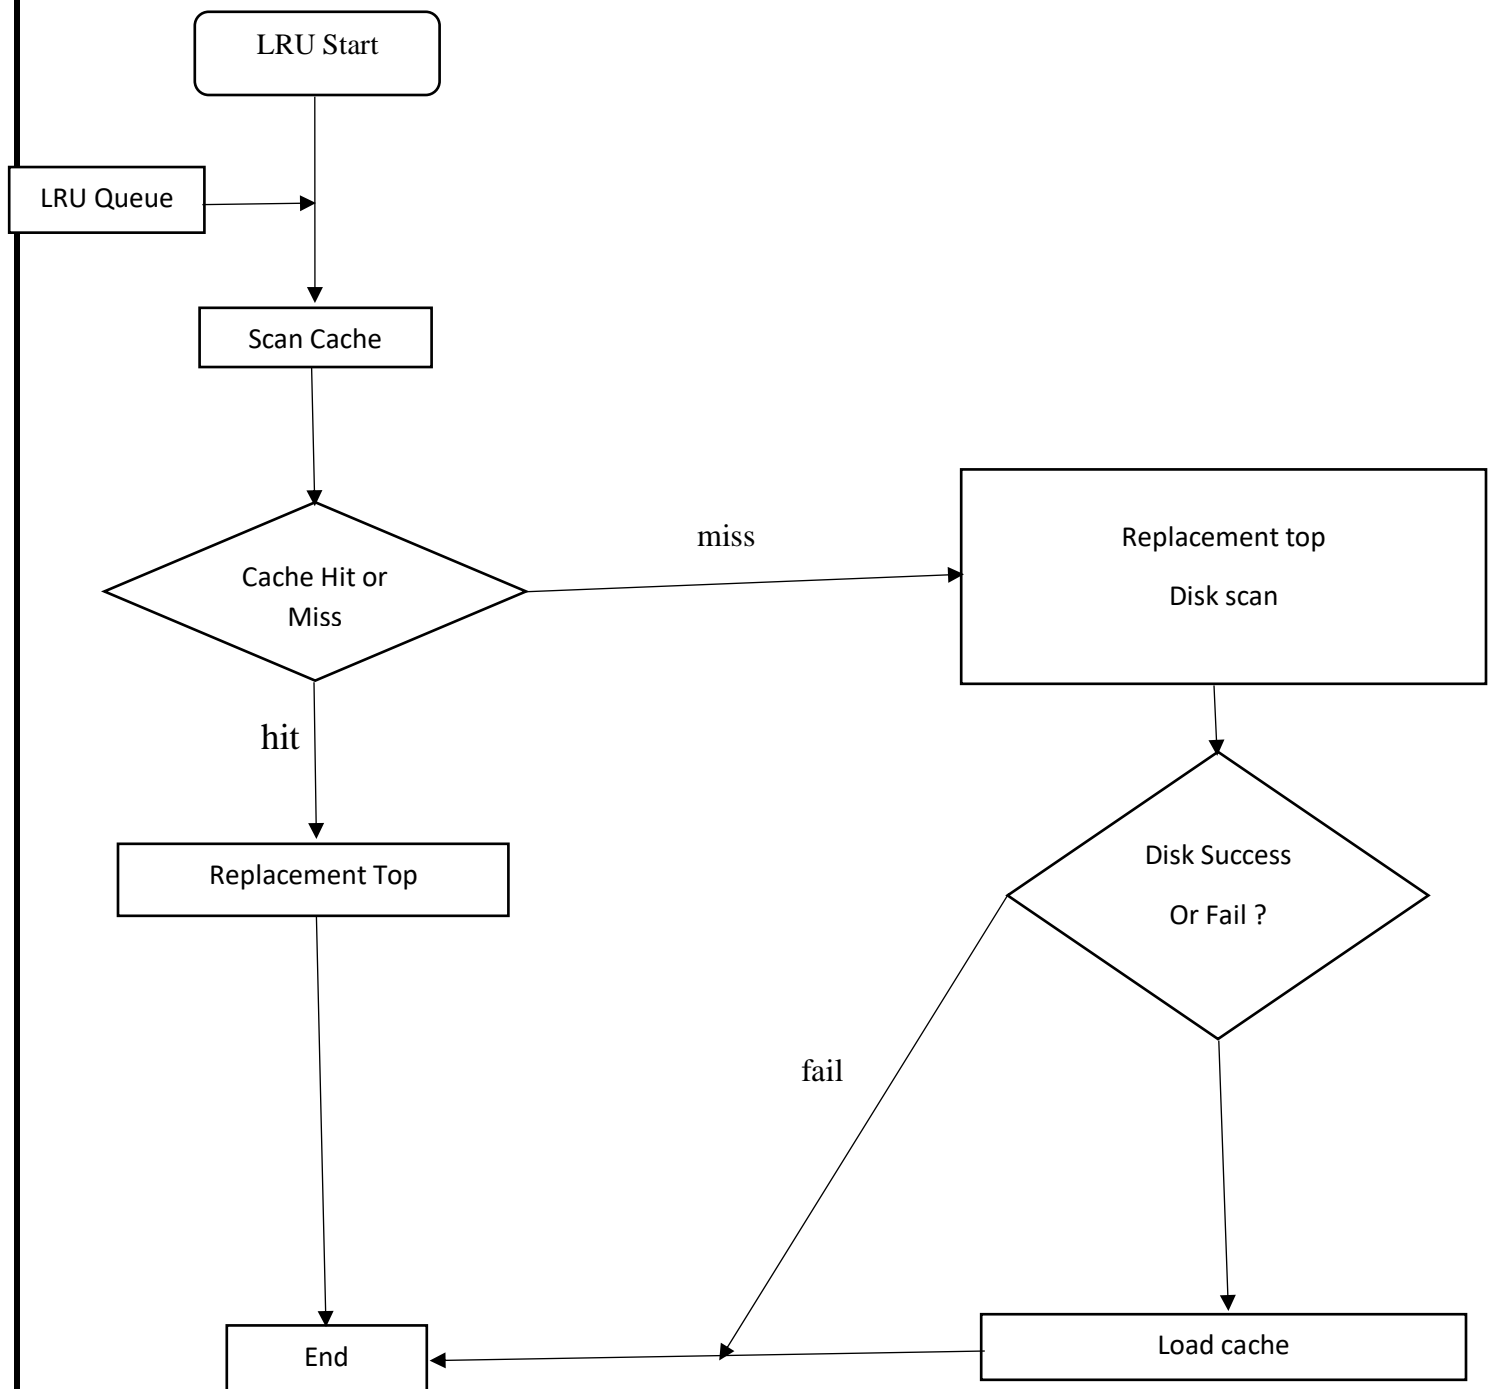 LRU Start
LRU Queue
Scan Cache
Cache Hit or
Miss
miss
Replacement top
Disk scan
hit
Replacement Top
Disk Success
Or Fail ?
fail
End
Load cache